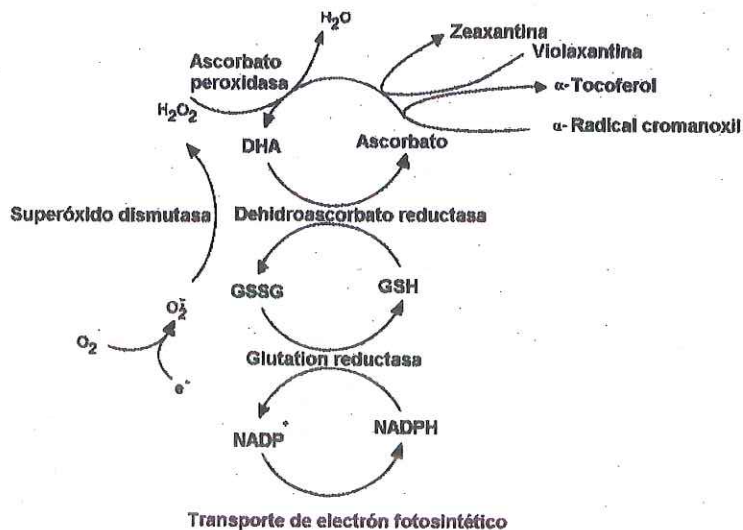 H₂O
Zeaxantina
Violaxantina
Ascorbato
peroxidasa
α-Tocoferol
H₂O₂
α- Radical cromanoxil
DHA
Ascorbato
Superóxido dismutasa
Dehidroascorbato reductasa
GSSG
GSH
O₂⁻
O₂
Glutation reductasa
e⁻
NADP⁺
NADPH
Transporte de electrón fotosintético